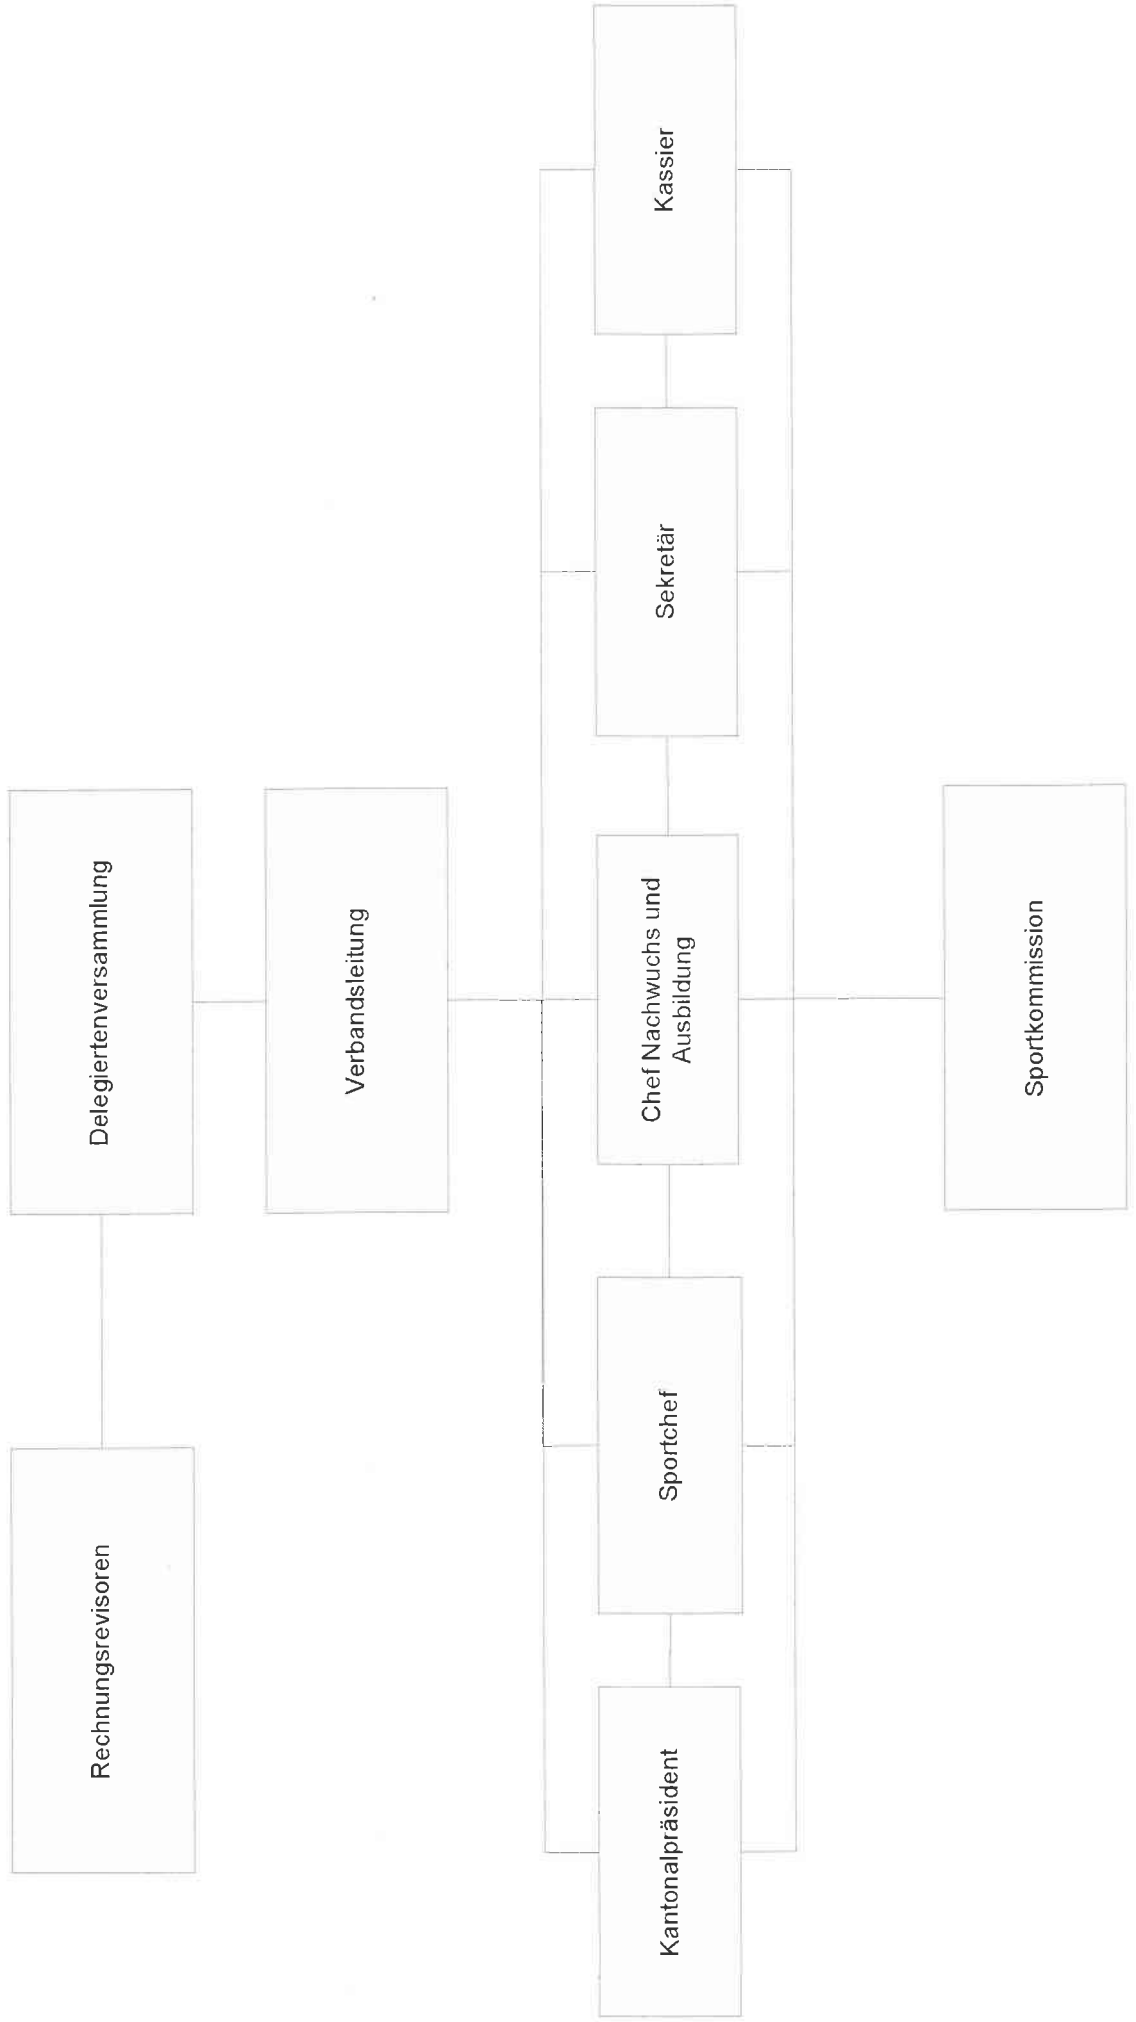 Rechnungsrevisoren
Delegiertenversammlung
Verbandsleitung
Kantonalpräsident
Sportchef
Chef Nachwuchs und
Ausbildung
Sekretär
Kassier
Sportkommission